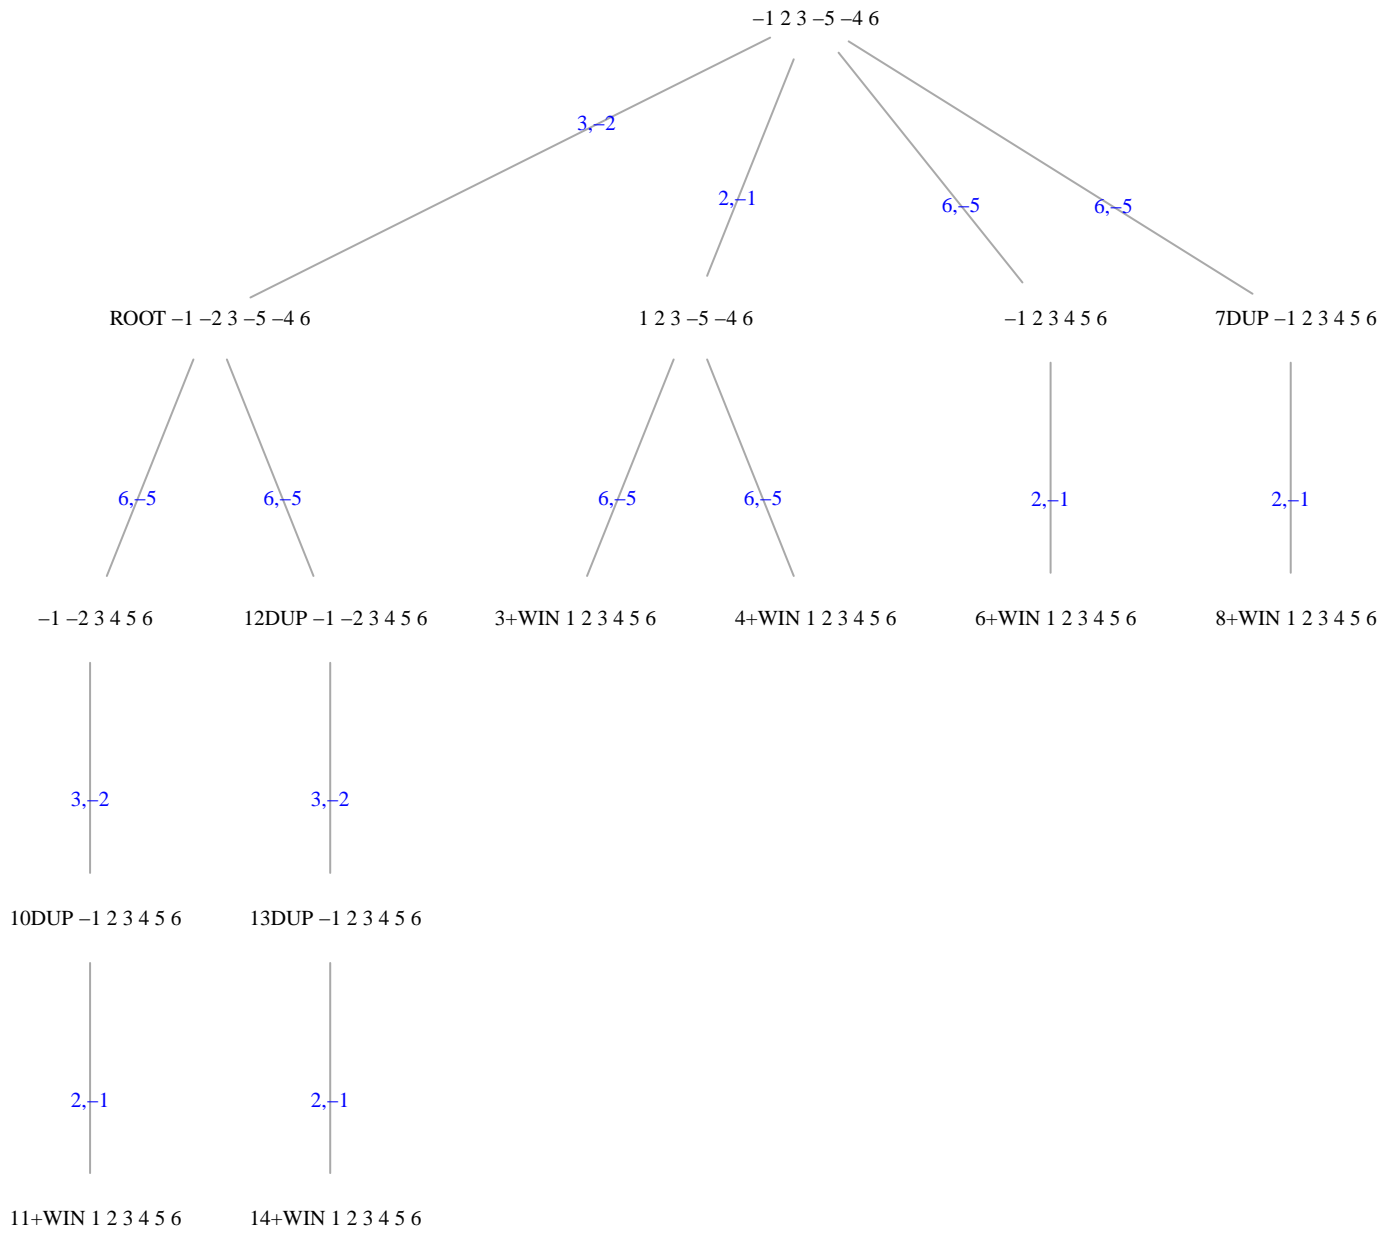 –1 2 3 –5 –4 6
3,–2
2,–1
6,–5
6,–5
ROOT –1 –2 3 –5 –4 6
1 2 3 –5 –4 6
–1 2 3 4 5 6
7DUP –1 2 3 4 5 6
6,–5
6,–5
6,–5
6,–5
2,–1
2,–1
–1 –2 3 4 5 6
12DUP –1 –2 3 4 5 6
3+WIN 1 2 3 4 5 6
4+WIN 1 2 3 4 5 6
6+WIN 1 2 3 4 5 6
8+WIN 1 2 3 4 5 6
3,–2
3,–2
10DUP –1 2 3 4 5 6
13DUP –1 2 3 4 5 6
2,–1
2,–1
11+WIN 1 2 3 4 5 6
14+WIN 1 2 3 4 5 6